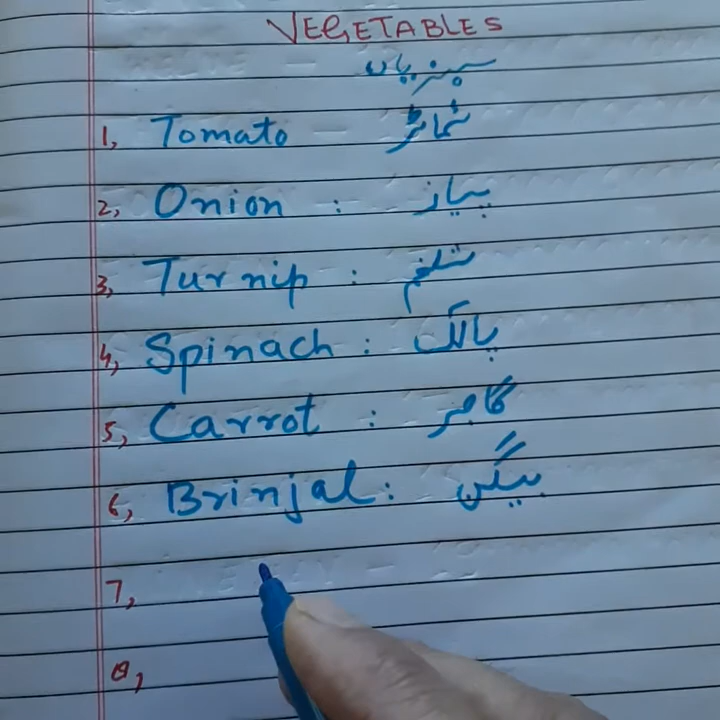 VEGETABLES
سبزیاں
1, Tomato ٹماٹر
2, Onion : پیاز
3, Turnip : شلغم
4, Spinach : پالک
5, Carrot : گاجر
6, Brinjal : بیگن
7,
8,